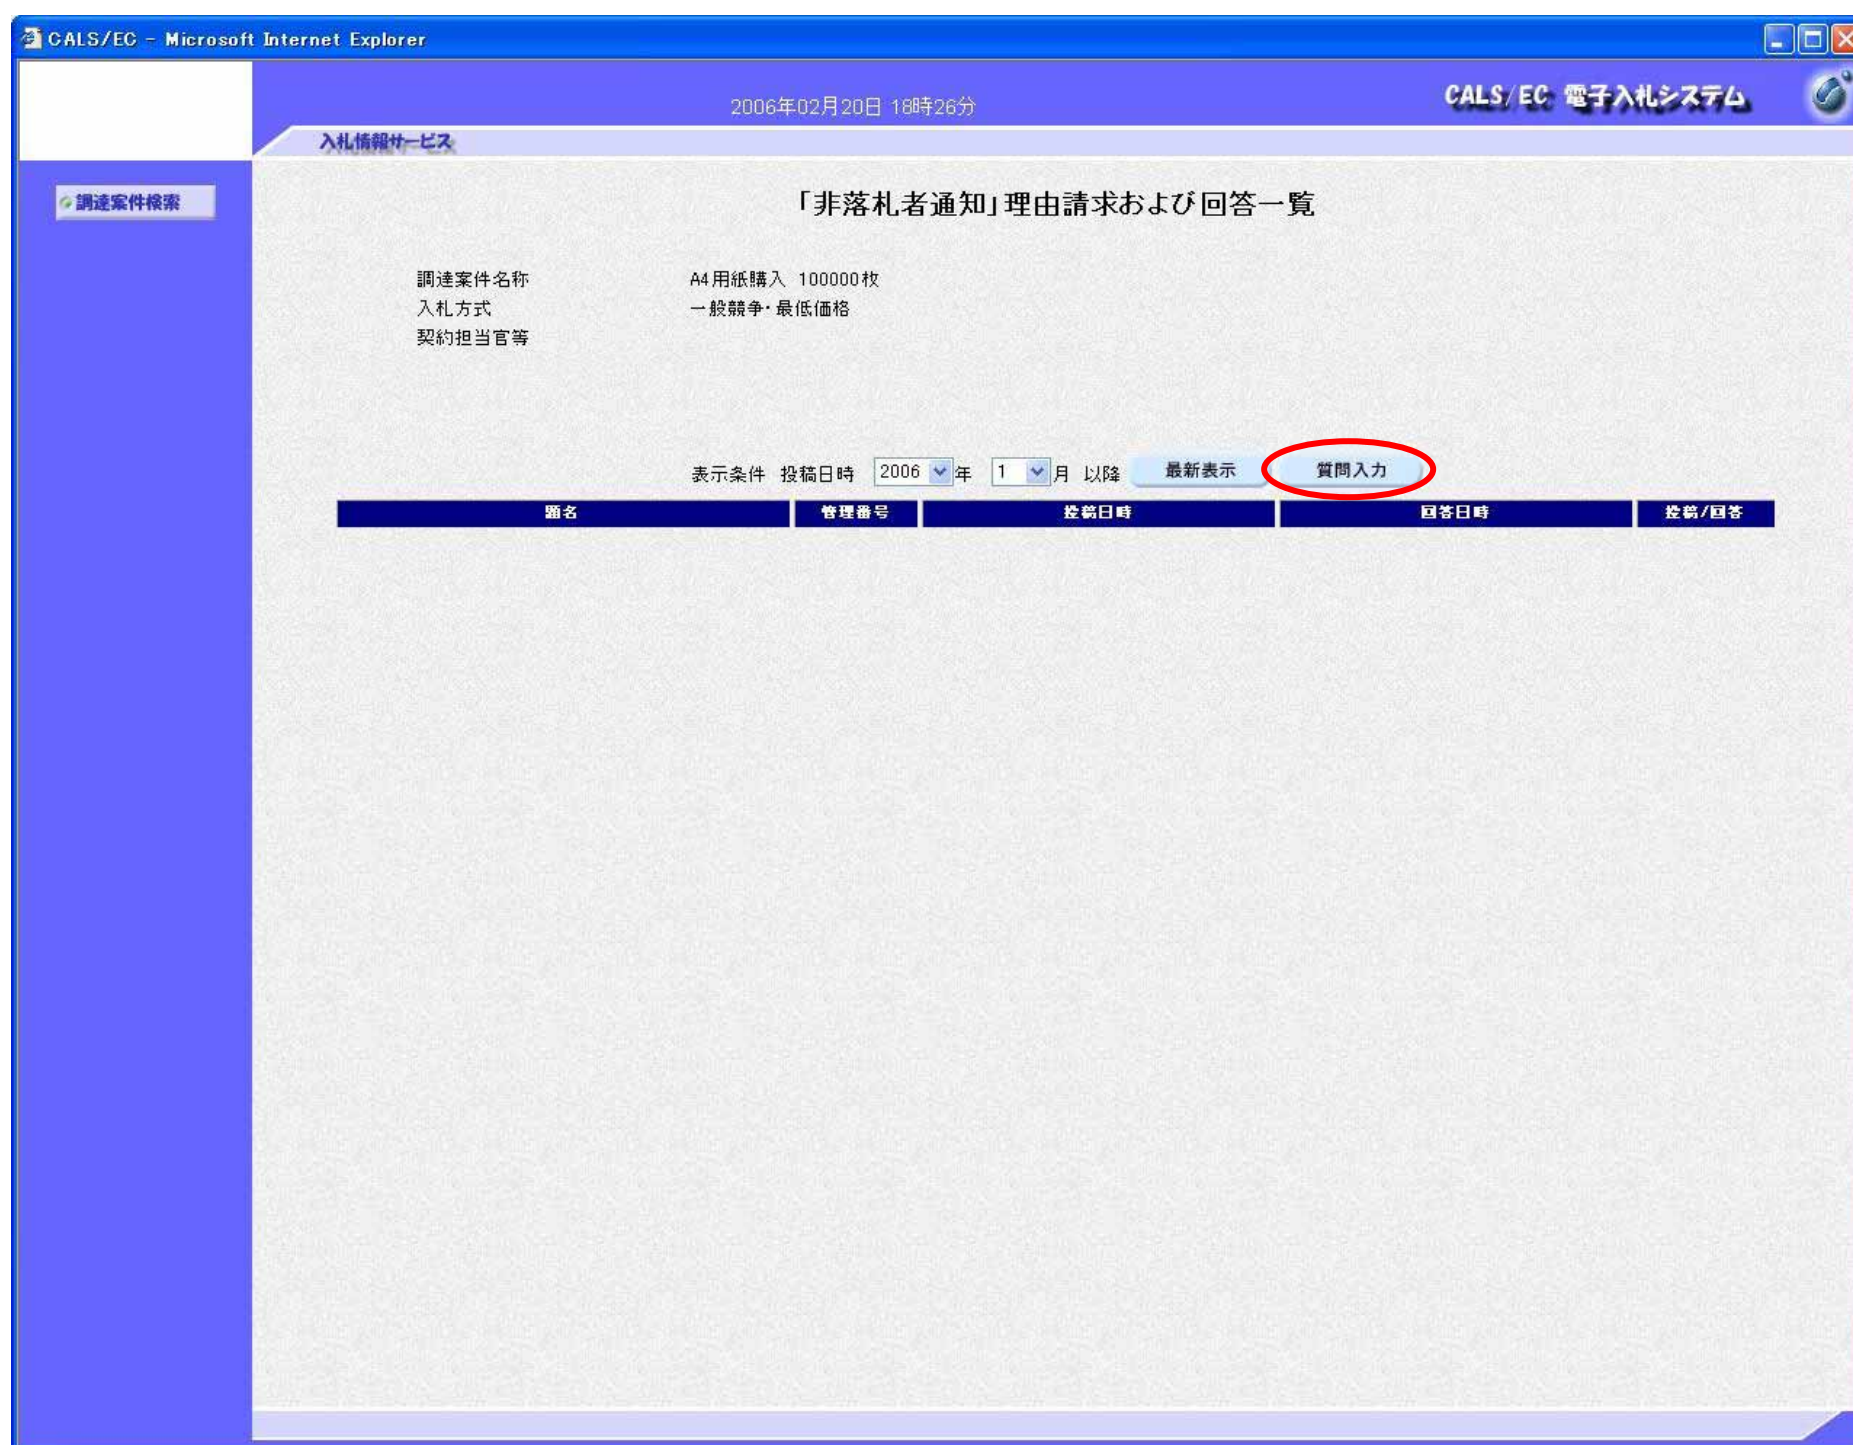 CALS/EC - Microsoft Internet Explorer
2006年02月20日 18時26分
CALS/EC 電子入札システム
入札情報サービス
調達案件検索
「非落札者通知」理由請求および回答一覧
調達案件名称 A4用紙購入 100000枚
入札方式 一般競争・最低価格
契約担当官等
表示条件 投稿日時 2006 年 1 月 以降 最新表示 質問入力
題名 管理番号 投稿日時 回答日時 投稿/回答